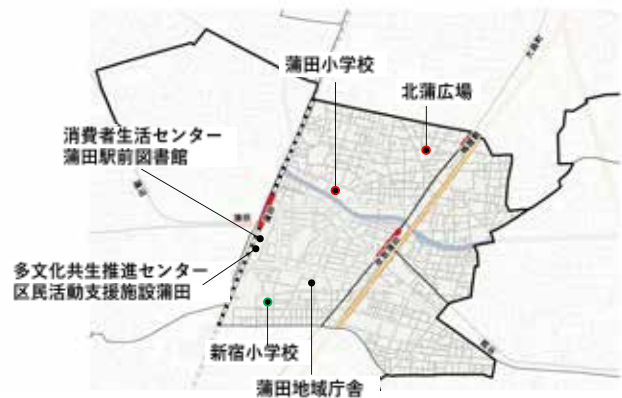 蒲田小学校
北蒲広場
消費者生活センター
蒲田駅前図書館
蒲田
多文化共生推進センター
区民活動支援施設蒲田
新宿小学校
蒲田地域庁舎